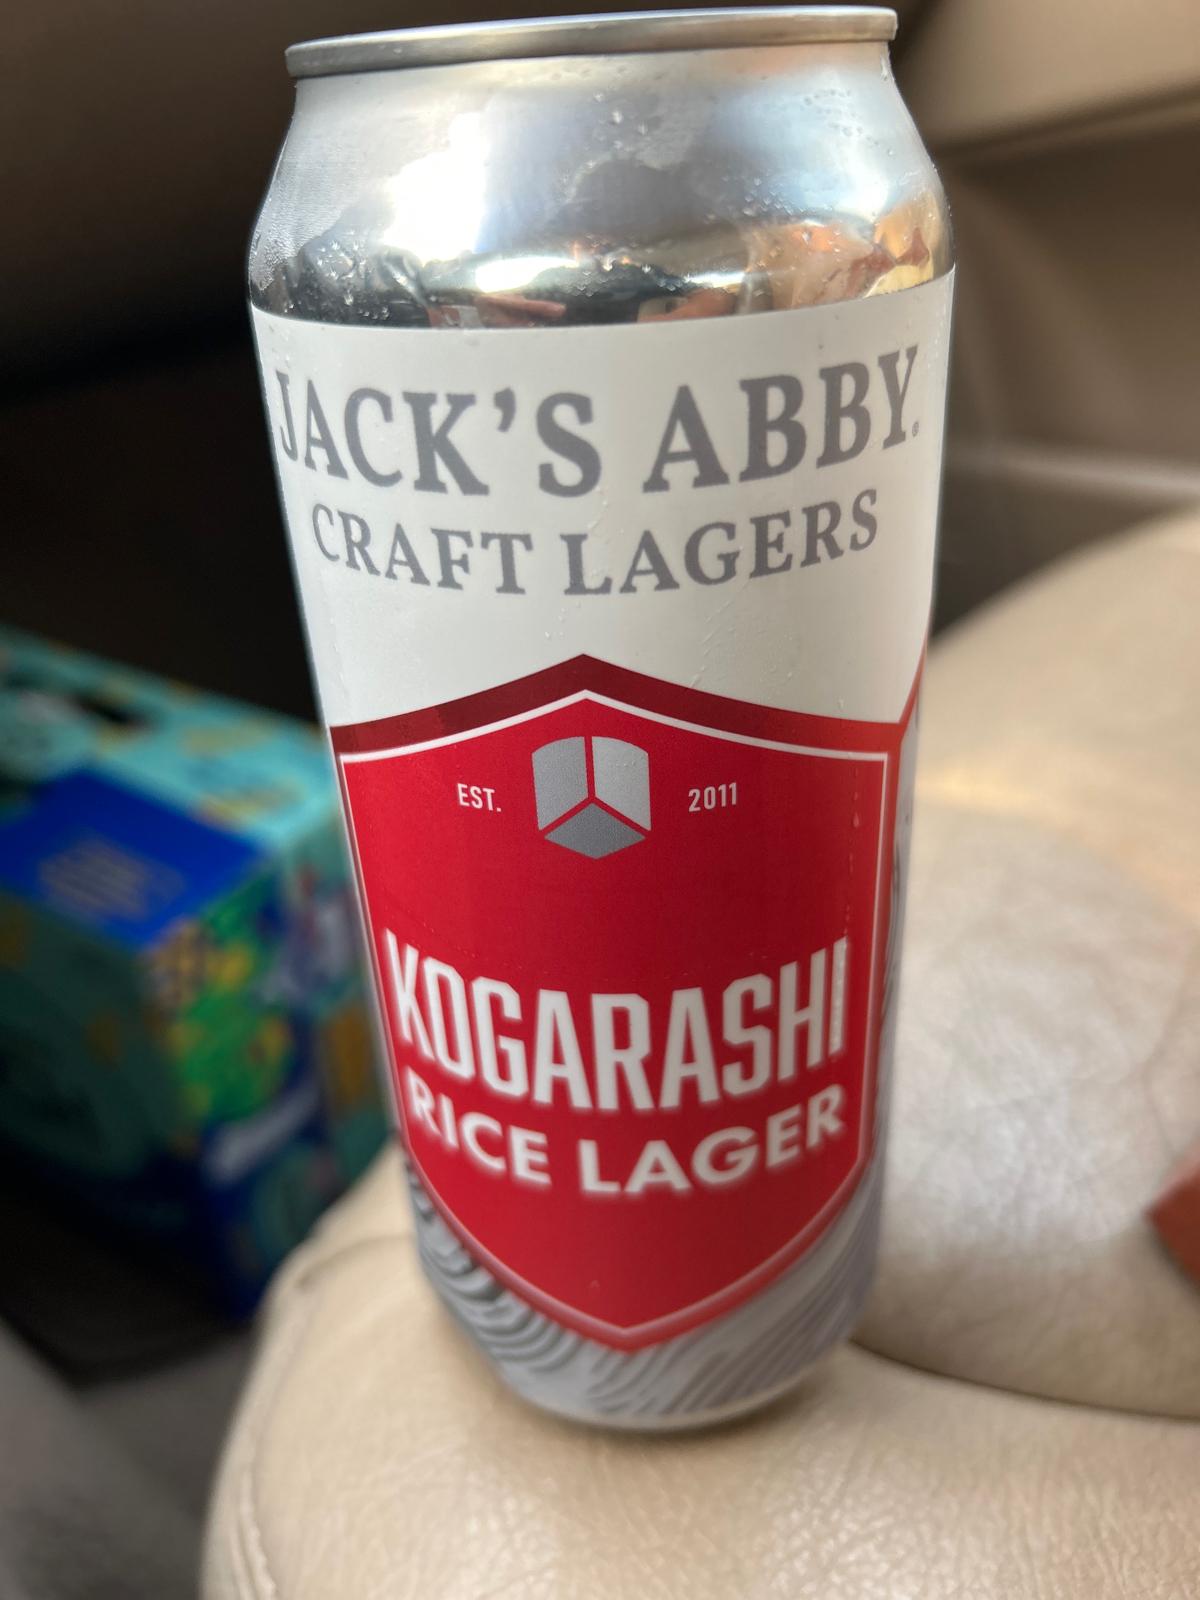 JACK'S ABBY®
CRAFT LAGERS
EST. 2011
KOGARASHI
RICE LAGER